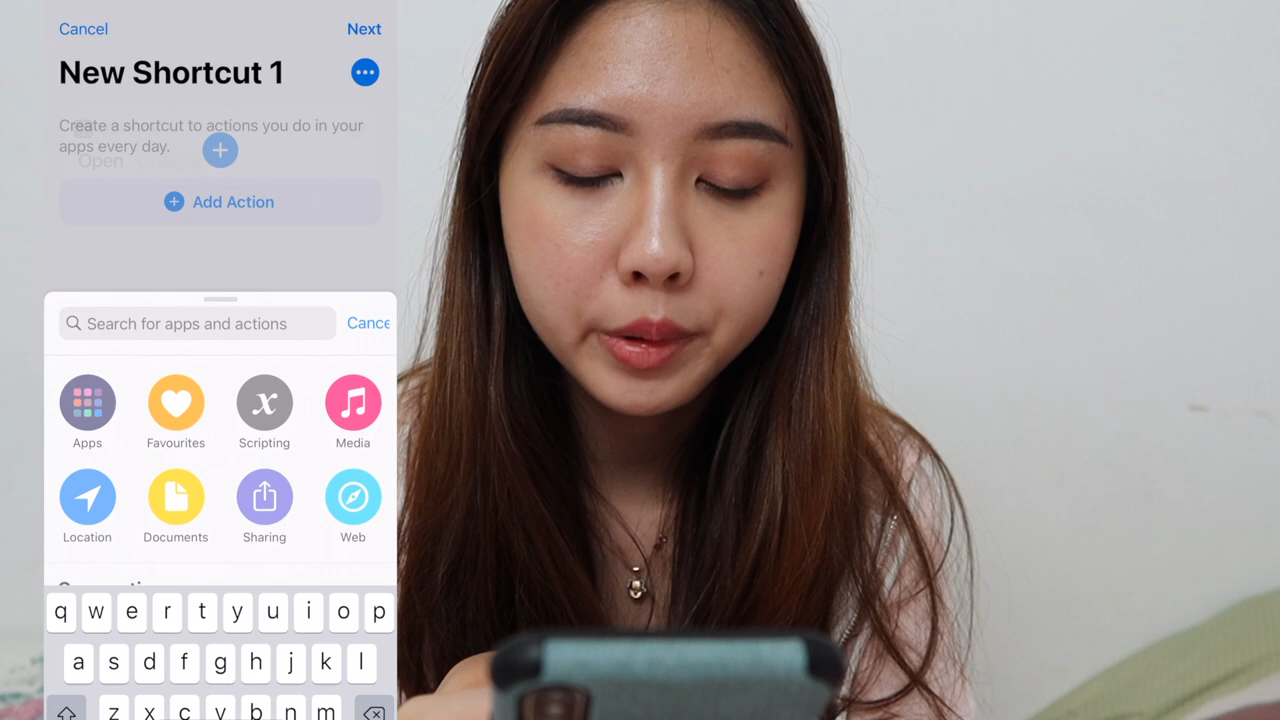 Cancel Next
New Shortcut 1
Create a shortcut to actions you do in your
apps every day.
Open
Add Action
Search for apps and actions Cance
Apps Favourites Scripting Media
Location Documents Sharing Web
q w e r t y u i o p
a s d f g h j k l
z x c v b n m